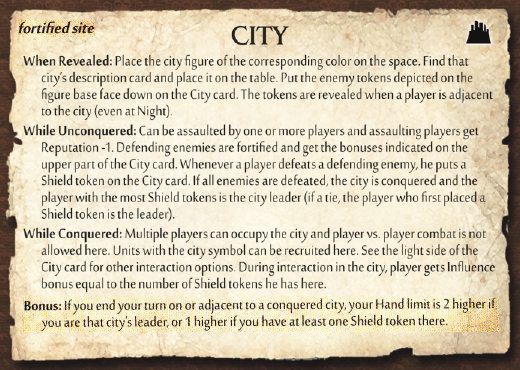 fortified site
CITY
When Revealed: Place the city figure of the corresponding color on the space. Find that
city's description card and place it on the table. Put the enemy tokens depicted on the
figure base face down on the City card. The tokens are revealed when a player is adjacent
to the city (even at Night).
While Unconquered: Can be assaulted by one or more players and assaulting players get
Reputation -1. Defending enemies are fortified and get the bonuses indicated on the
upper part of the City card. Whenever a player defeats a defending enemy, he puts a
Shield token on the City card. If all enemies are defeated, the city is conquered and the
player with the most Shield tokens is the city leader (if a tie, the player who first placed a
Shield token is the leader).
While Conquered: Multiple players can occupy the city and player vs. player combat is not
allowed here. Units with the city symbol can be recruited here. See the light side of the
City card for other interaction options. During interaction in the city, player gets Influence
bonus equal to the number of Shield tokens he has here.
Bonus: If you end your turn on or adjacent to a conquered city, your Hand limit is 2 higher if
you are that city's leader, or 1 higher if you have at least one Shield token there.